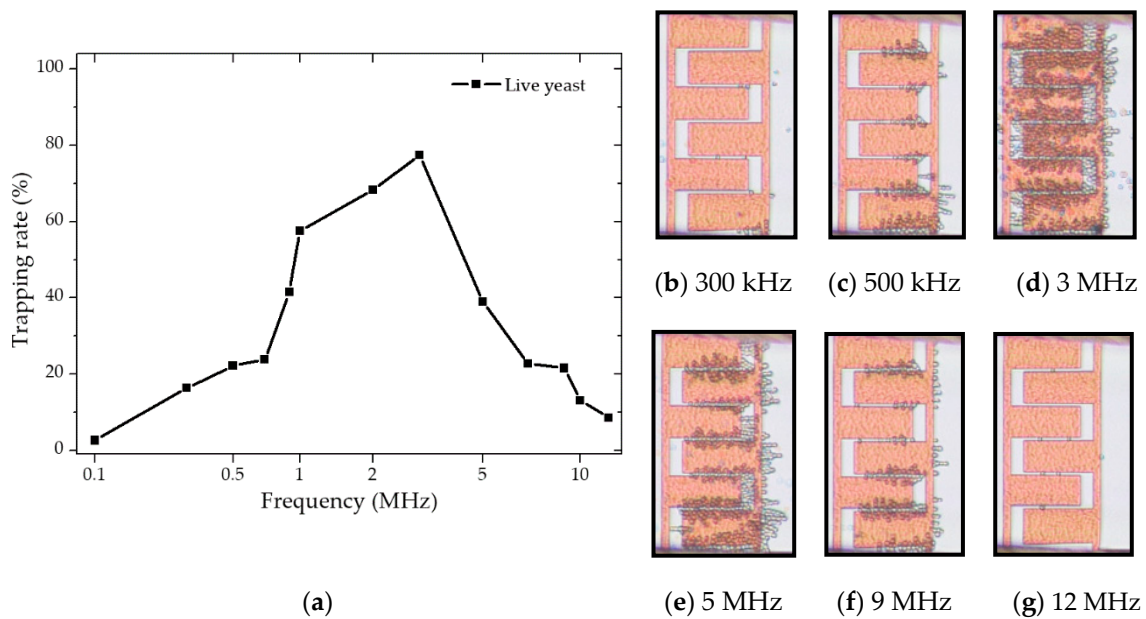 100
80
60
40
20
0
Trapping rate (%)
Live yeast
0.1 0.5 1 2 5 10
Frequency (MHz)
(a)
(b) 300 kHz (c) 500 kHz (d) 3 MHz
(e) 5 MHz (f) 9 MHz (g) 12 MHz